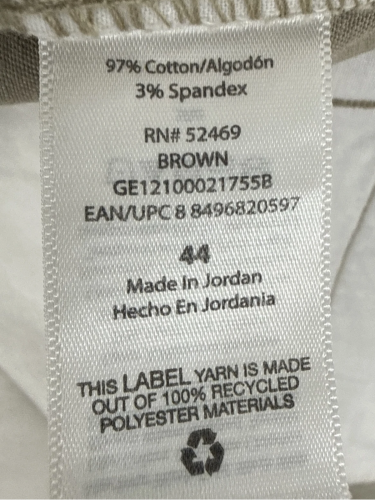 97% Cotton/Algodón
3% Spandex
RN# 52469
BROWN
GE12100021755B
EAN/UPC 8 8496820597
44
Made In Jordan
Hecho En Jordania
THIS LABEL YARN IS MADE
OUT OF 100% RECYCLED
POLYESTER MATERIALS